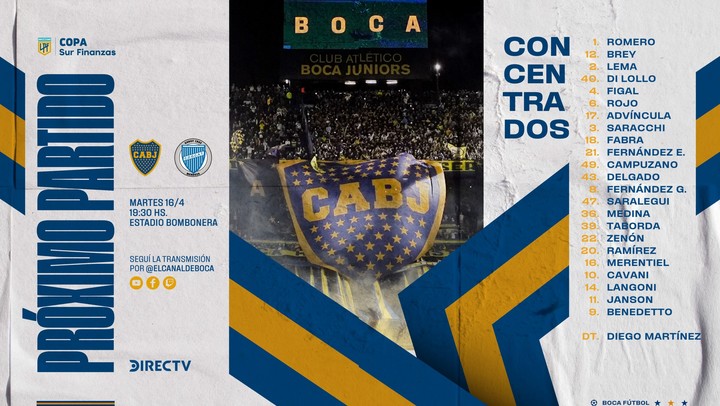 COPA
Sur Finanzas
PRÓXIMO PARTIDO
CABJ
MARTES 16/4
19:30 HS.
ESTADIO BOMBONERA
SEGUÍ LA TRANSMISIÓN
POR @ELCANALDEBOCA
DIRECTV
BOCA
CLUB ATLÉTICO
BOCA JUNIORS
CABJ
CON
CEN
TRA
DOS
1. ROMERO
12. BREY
2. LEMA
40. DI LOLLO
4. FIGAL
6. ROJO
17. ADVÍNCULA
3. SARACCHI
18. FABRA
21. FERNÁNDEZ E.
49. CAMPUZANO
43. DELGADO
8. FERNÁNDEZ G.
47. SARALEGUI
36. MEDINA
39. TABORDA
22. ZENÓN
20. RAMÍREZ
16. MERENTIEL
10. CAVANI
14. LANGONI
11. JANSON
9. BENEDETTO
DT. DIEGO MARTÍNEZ
BOCA FÚTBOL